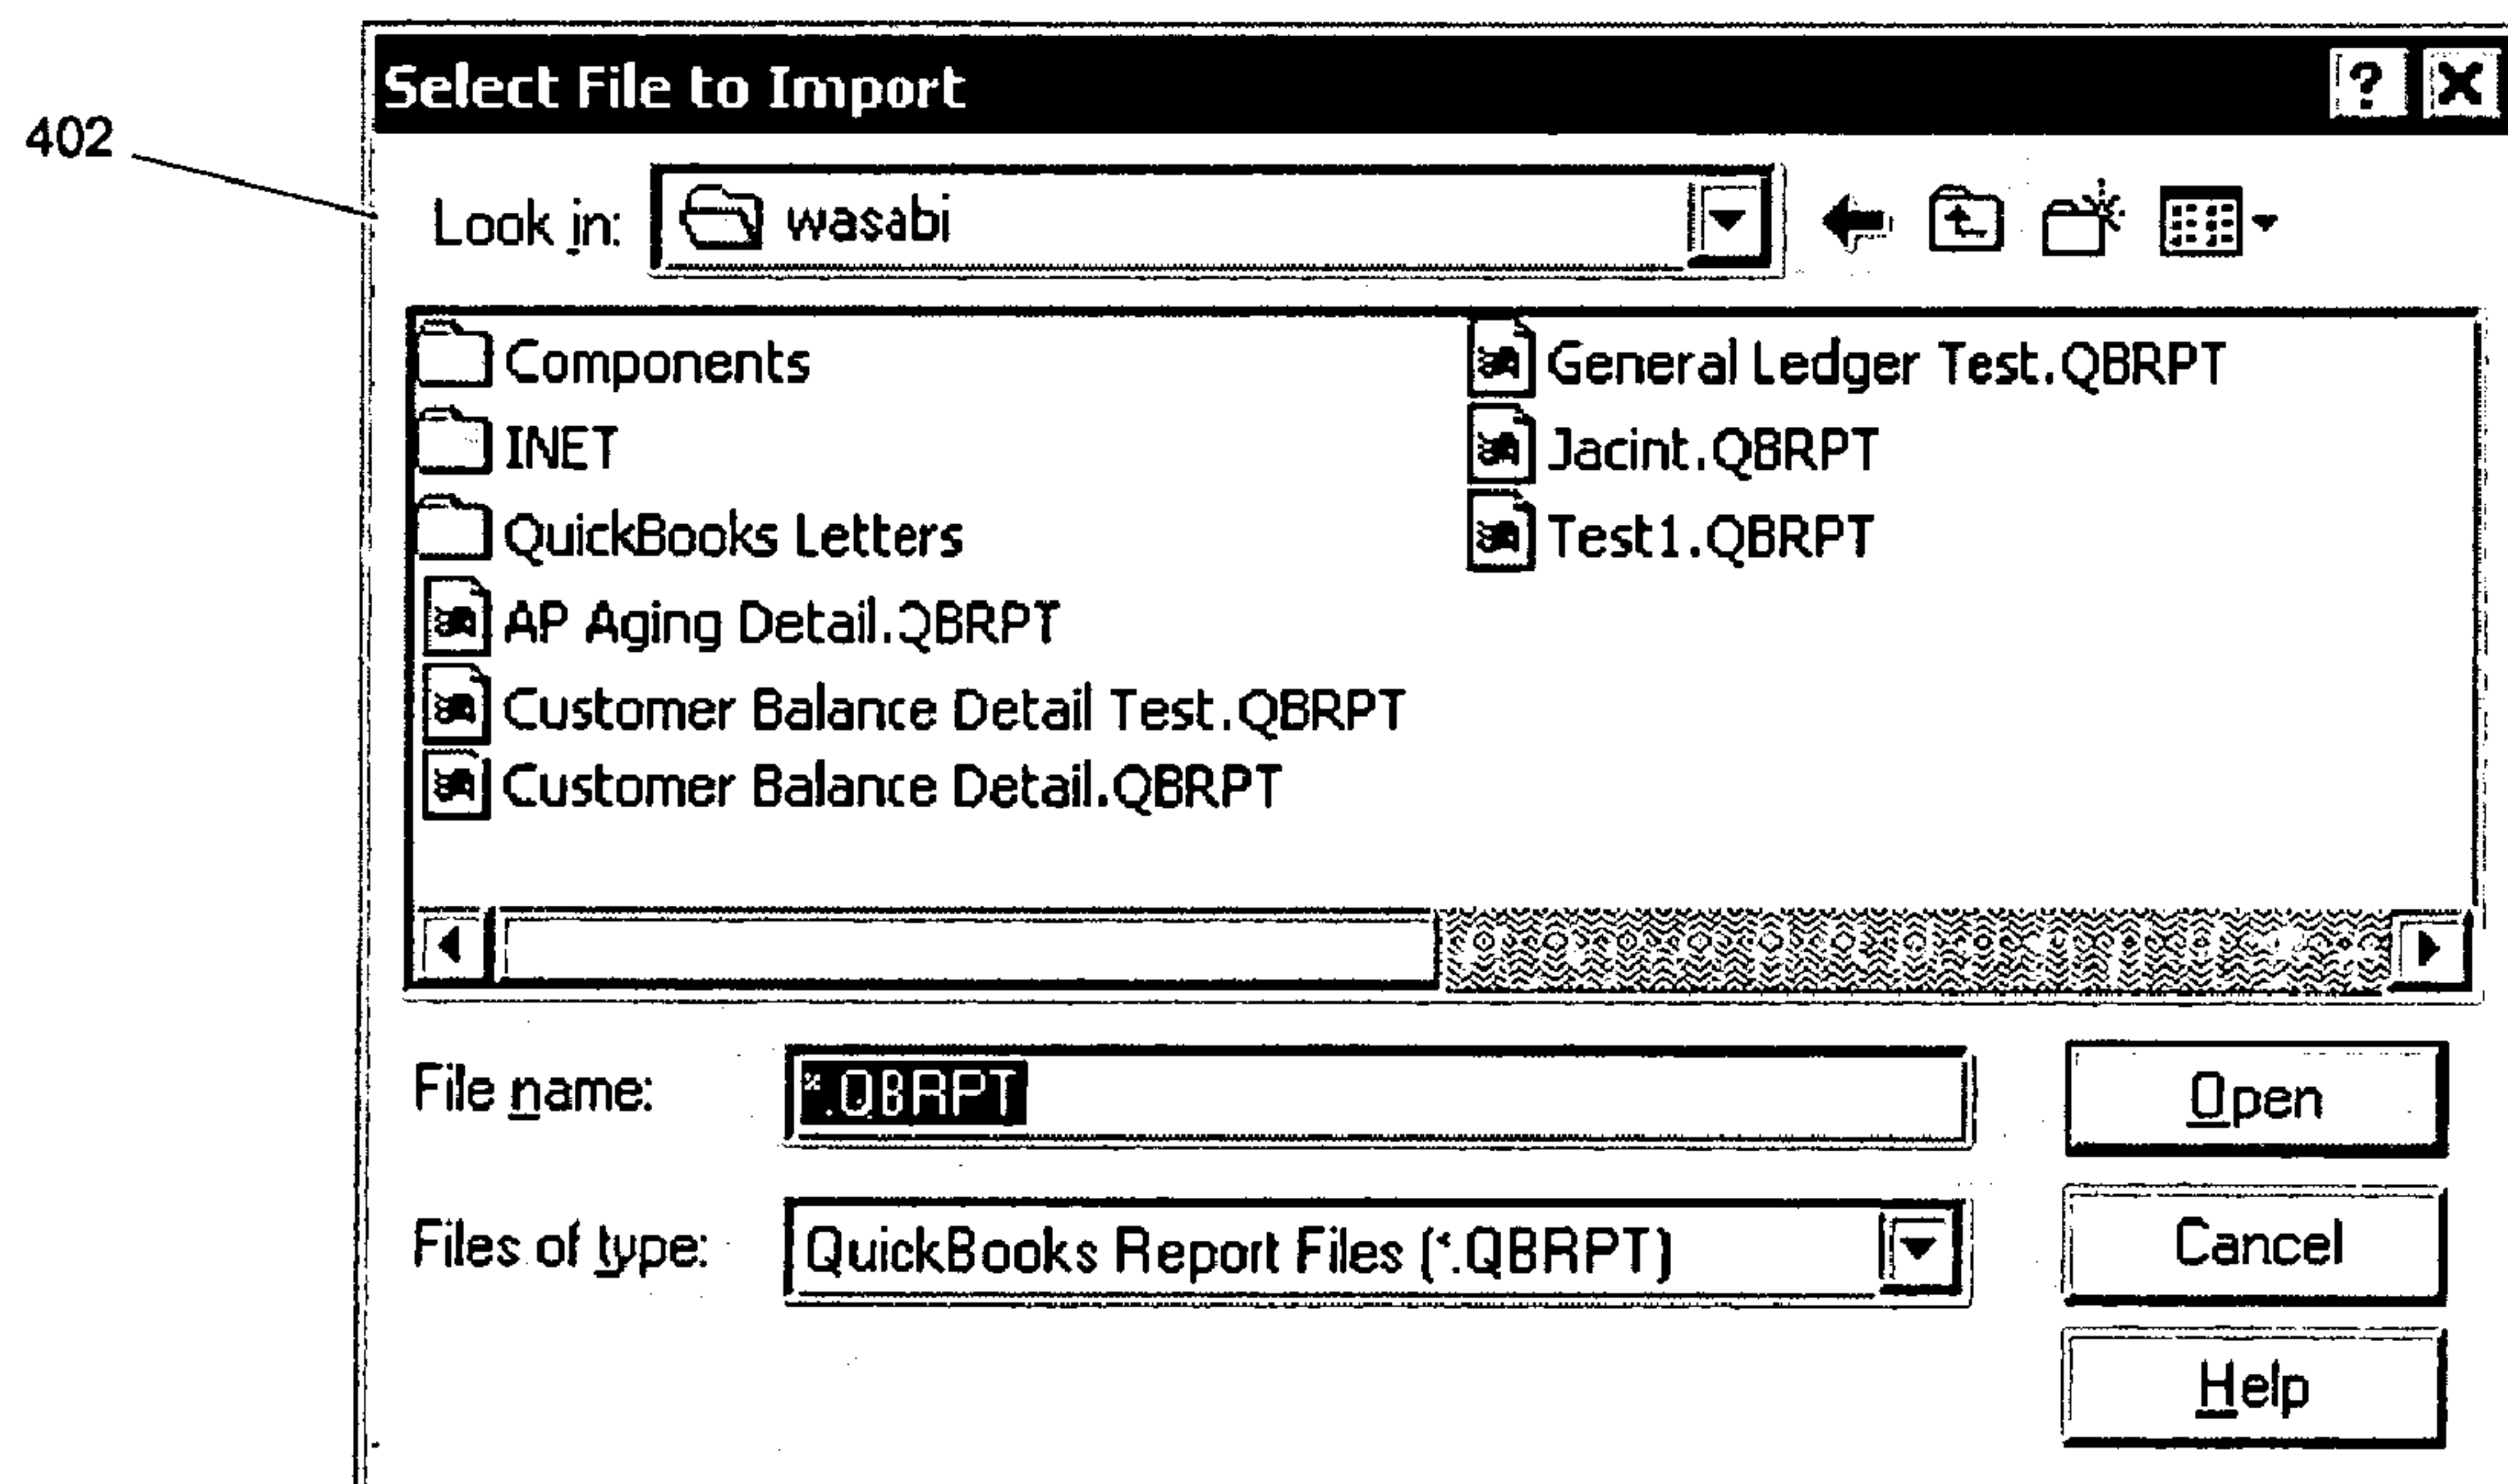 Select File to Import
402
Look in: wasabi
Components
INET
QuickBooks Letters
AP Aging Detail.QBRPT
Customer Balance Detail Test.QBRPT
Customer Balance Detail.QBRPT
General Ledger Test.QBRPT
Jacint.QBRPT
Test1.QBRPT
File name: *.QBRPT
Open
Files of type: QuickBooks Report Files (*.QBRPT)
Cancel
Help